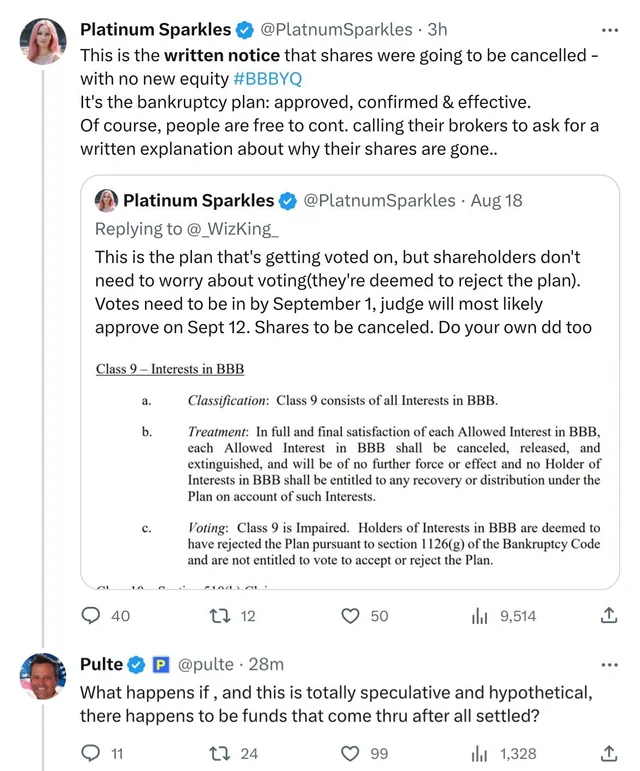 Platinum Sparkles @PlatnumSparkles · 3h
This is the written notice that shares were going to be cancelled -
with no new equity #BBBYQ
It's the bankruptcy plan: approved, confirmed & effective.
Of course, people are free to cont. calling their brokers to ask for a
written explanation about why their shares are gone..
Platinum Sparkles @PlatnumSparkles · Aug 18
Replying to @_WizKing_
This is the plan that's getting voted on, but shareholders don't
need to worry about voting(they're deemed to reject the plan).
Votes need to be in by September 1, judge will most likely
approve on Sept 12. Shares to be canceled. Do your own dd too
Class 9 – Interests in BBB
a. Classification: Class 9 consists of all Interests in BBB.
b. Treatment: In full and final satisfaction of each Allowed Interest in BBB,
each Allowed Interest in BBB shall be canceled, released, and
extinguished, and will be of no further force or effect and no Holder of
Interests in BBB shall be entitled to any recovery or distribution under the
Plan on account of such Interests.
c. Voting: Class 9 is Impaired. Holders of Interests in BBB are deemed to
have rejected the Plan pursuant to section 1126(g) of the Bankruptcy Code
and are not entitled to vote to accept or reject the Plan.
40 12 50 9,514
Pulte P @pulte · 28m
What happens if , and this is totally speculative and hypothetical,
there happens to be funds that come thru after all settled?
11 24 99 1,328